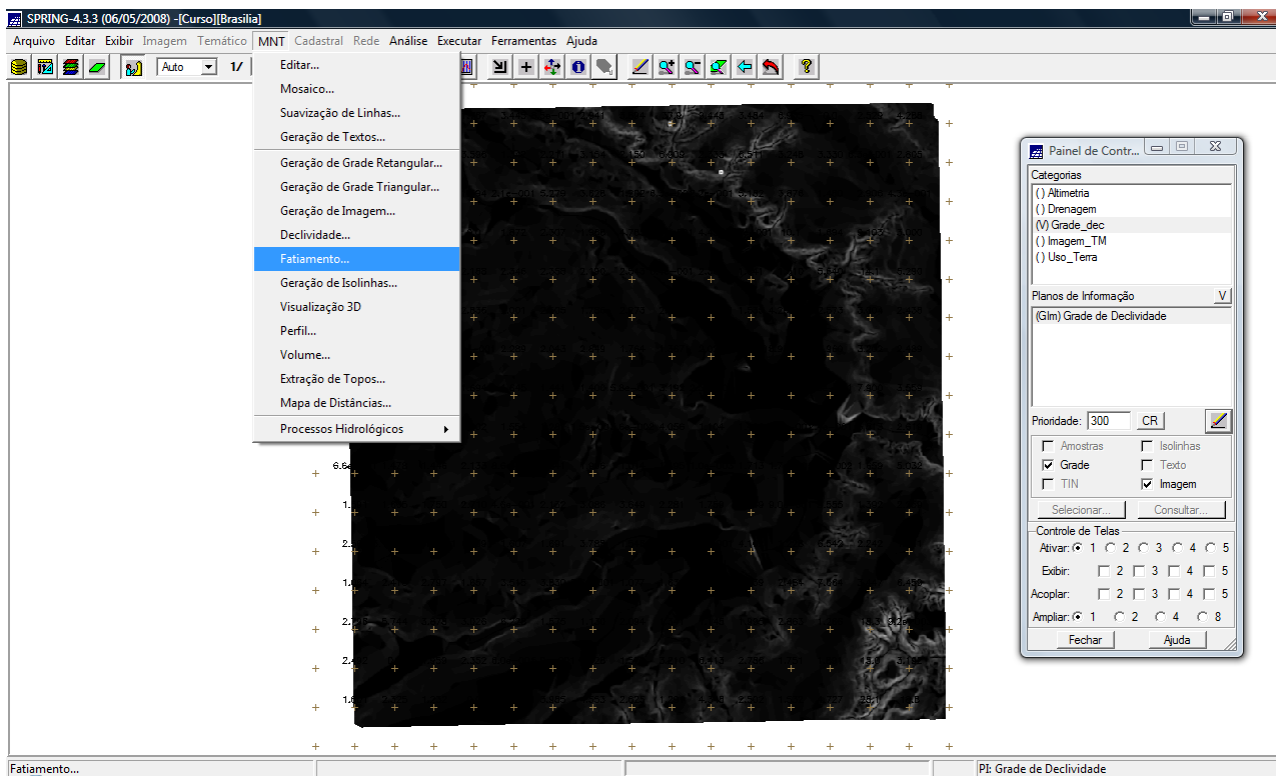 SPRING-4.3.3 (06/05/2008) -[Curso][Brasilia]
Arquivo Editar Exibir Imagem Temático MNT Cadastral Rede Análise Executar Ferramentas Ajuda
Auto 1/
Editar...
Mosaico...
Suavização de Linhas...
Geração de Textos...
Geração de Grade Retangular...
Geração de Grade Triangular...
Geração de Imagem...
Declividade...
Fatiamento...
Geração de Isolinhas...
Visualização 3D
Perfil...
Volume...
Extração de Topos...
Mapa de Distâncias...
Processos Hidrológicos
Painel de Contr...
Categorias
( ) Altimetria
( ) Drenagem
(V) Grade_dec
( ) Imagem_TM
( ) Uso_Terra
Planos de Informação V
(GIm) Grade de Declividade
Prioridade: 300 CR
Amostras Isolinhas
Grade Texto
TIN Imagem
Selecionar... Consultar...
Controle de Telas
Ativar: 1 2 3 4 5
Exibir: 2 3 4 5
Acoplar: 2 3 4 5
Ampliar: 1 2 4 8
Fechar Ajuda
Fatiamento...
PI: Grade de Declividade